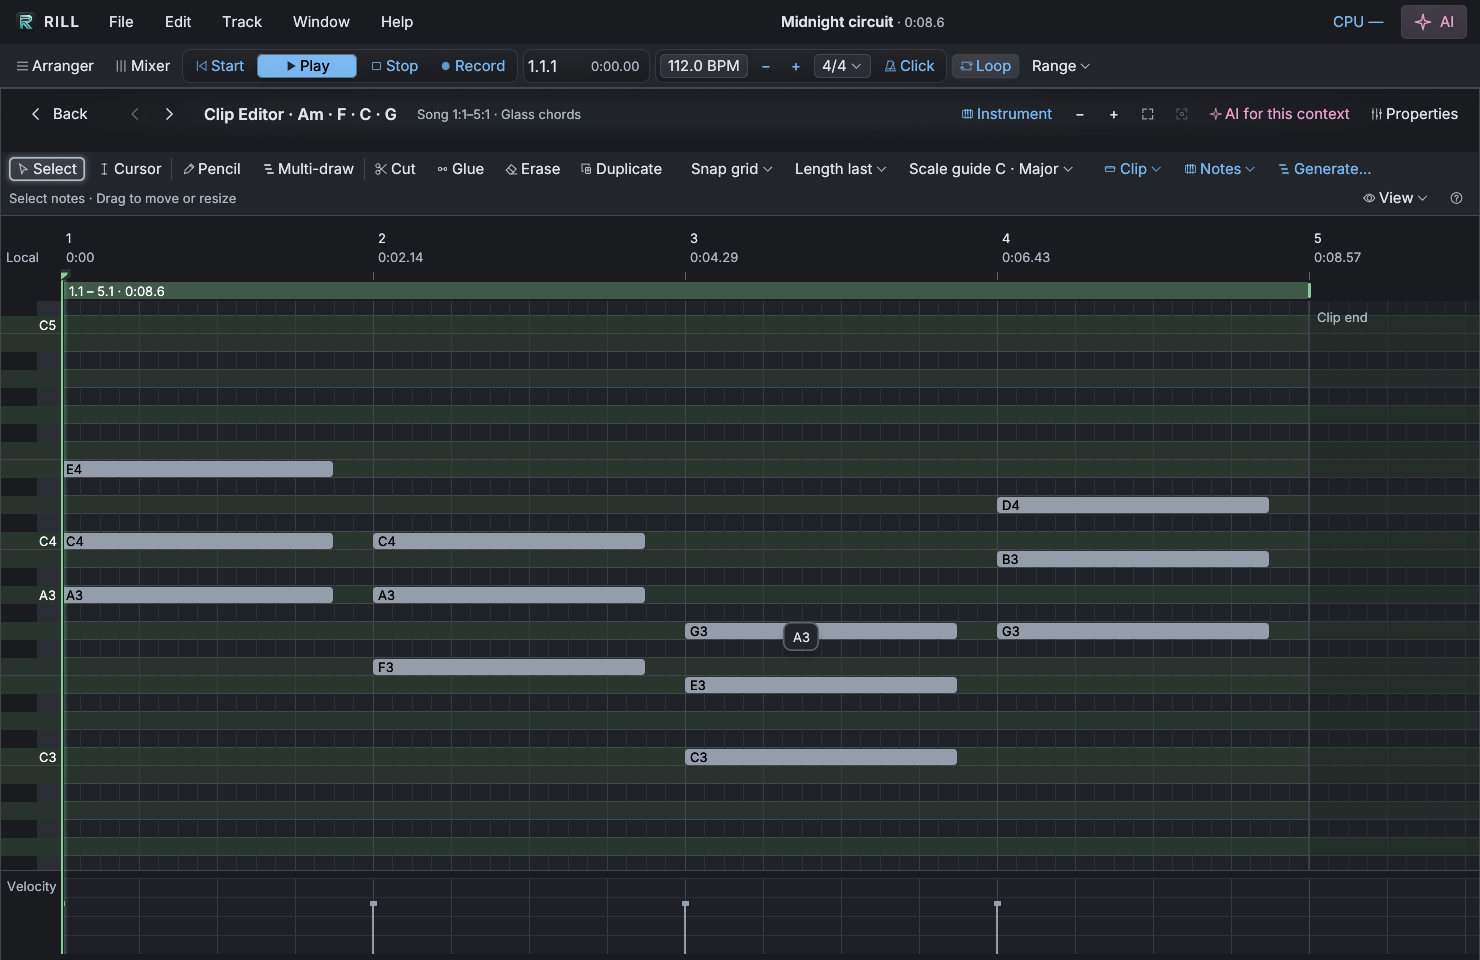 RILL File Edit Track Window Help Midnight circuit · 0:08.6 CPU — AI
Arranger Mixer Start Play Stop Record 1.1.1 0:00.00 112.0 BPM − + 4/4 Click Loop Range
Back Clip Editor · Am · F · C · G Song 1:1–5:1 · Glass chords Instrument − + AI for this context Properties
Select Cursor Pencil Multi-draw Cut Glue Erase Duplicate Snap grid Length last Scale guide C · Major Clip Notes Generate...
Select notes · Drag to move or resize View ?
1 2 3 4 5
Local 0:00 0:02.14 0:04.29 0:06.43 0:08.57
1.1 – 5.1 · 0:08.6
Clip end
C5
E4
D4
C4 C4 C4
B3
A3 A3 A3
G3 A3 G3
F3
E3
C3 C3
Velocity